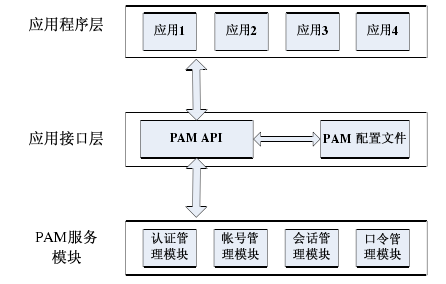 应用程序层
应用1 应用2 应用3 应用4
应用接口层
PAM API
PAM 配置文件
PAM服务
模块
认证管
理模块
帐号管
理模块
会话管
理模块
口令管
理模块